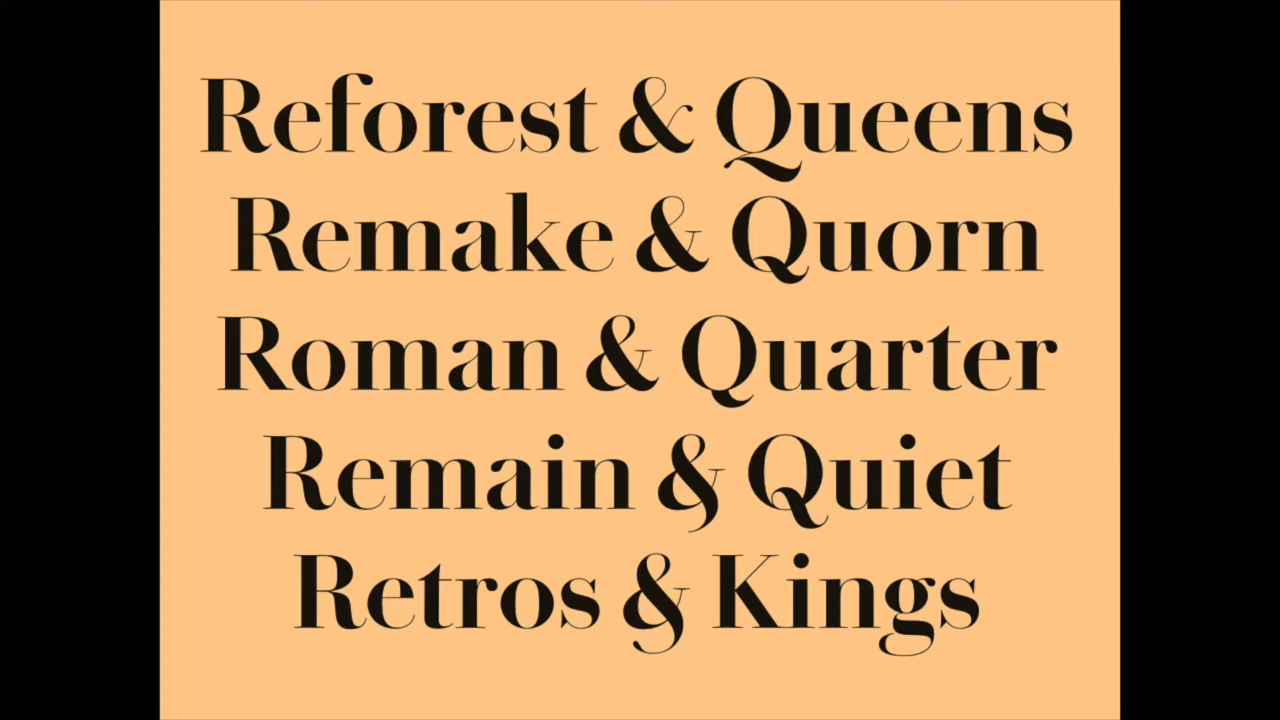 Reforest & Queens
Remake & Quorn
Roman & Quarter
Remain & Quiet
Retros & Kings